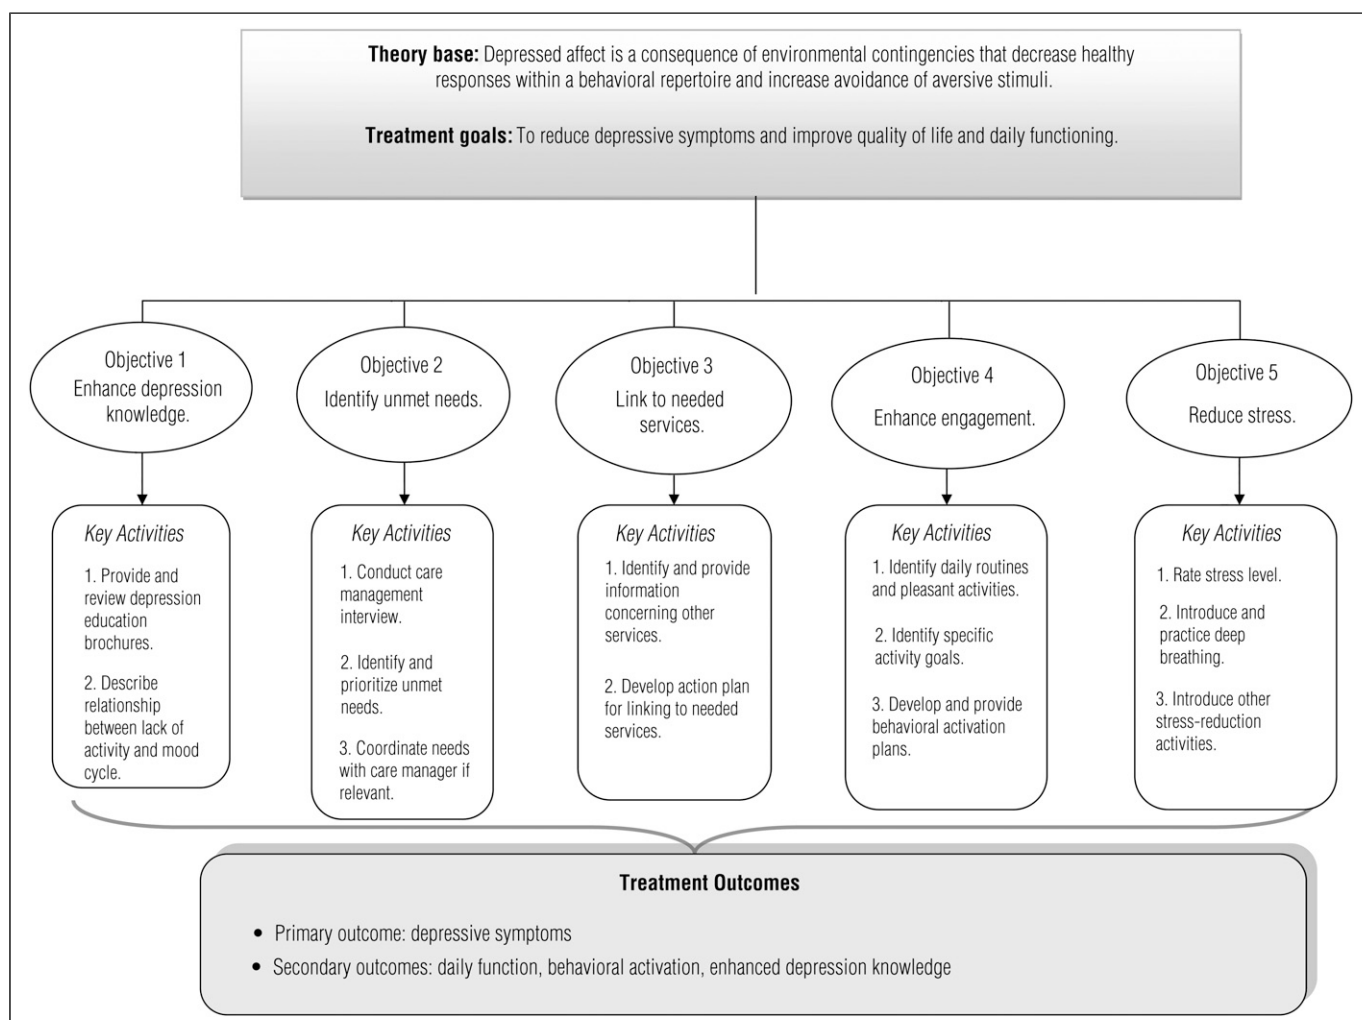 Theory base: Depressed affect is a consequence of environmental contingencies that decrease healthy
responses within a behavioral repertoire and increase avoidance of aversive stimuli.
Treatment goals: To reduce depressive symptoms and improve quality of life and daily functioning.
Objective 1
Enhance depression
knowledge.
Objective 2
Identify unmet needs.
Objective 3
Link to needed
services.
Objective 4
Enhance engagement.
Objective 5
Reduce stress.
Key Activities
1. Provide and
review depression
education
brochures.
2. Describe
relationship
between lack of
activity and mood
cycle.
Key Activities
1. Conduct care
management
interview.
2. Identify and
prioritize unmet
needs.
3. Coordinate needs
with care manager if
relevant.
Key Activities
1. Identify and provide
information
concerning other
services.
2. Develop action plan
for linking to needed
services.
Key Activities
1. Identify daily routines
and pleasant activities.
2. Identify specific
activity goals.
3. Develop and provide
behavioral activation
plans.
Key Activities
1. Rate stress level.
2. Introduce and
practice deep
breathing.
3. Introduce other
stress-reduction
activities.
Treatment Outcomes
• Primary outcome: depressive symptoms
• Secondary outcomes: daily function, behavioral activation, enhanced depression knowledge